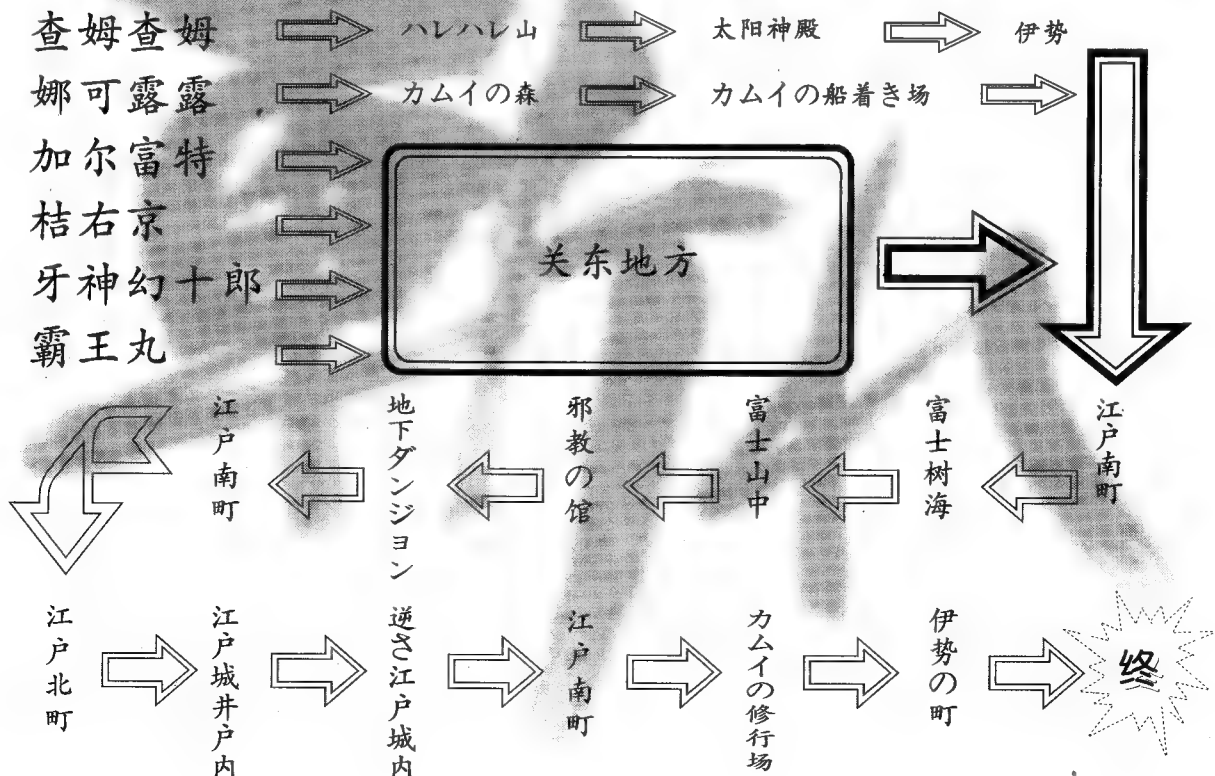 查姆查姆 ハレハレ山 太阳神殿 伊势
娜可露露 カムイの森 カムイの船着き场
加尔富特
桔右京
牙神幻十郎
霸王丸
关东地方
江户南町
富士树海
富士山中
邪教の馆
地下ダンジョン
江户南町
江户北町
江户城井户内
逆さ江户城内
江户南町
カムイの修行场
伊势の町
终